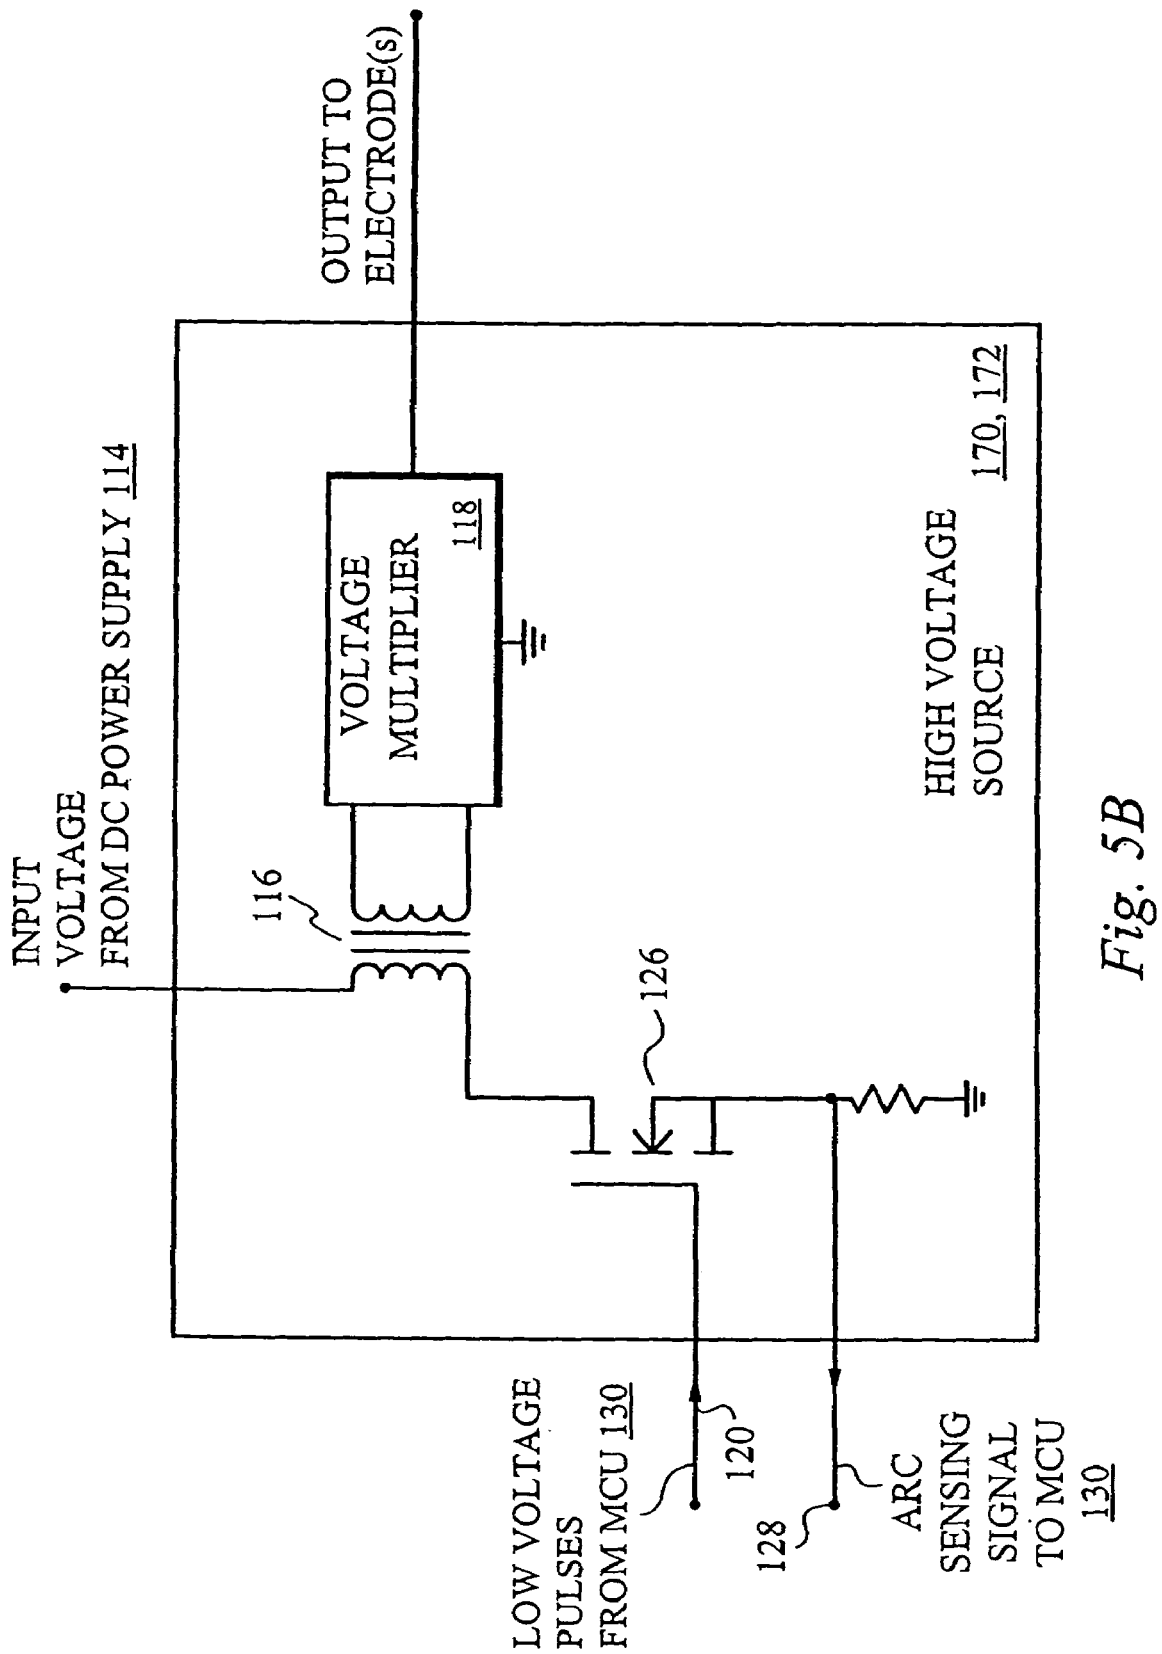 INPUT
VOLTAGE
FROM DC POWER SUPPLY 114
OUTPUT TO
ELECTRODE(s)
116
VOLTAGE
MULTIPLIER
118
126
LOW VOLTAGE
PULSES
FROM MCU 130
120
128
ARC
SENSING
SIGNAL
TO MCU
130
HIGH VOLTAGE
SOURCE
170, 172
Fig. 5B